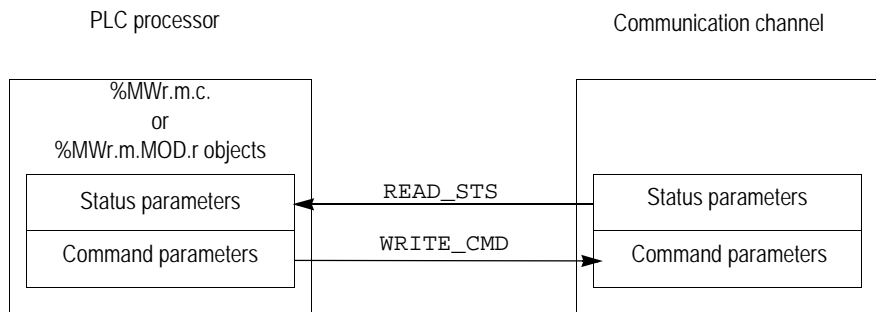 PLC processor
Communication channel
%MWr.m.c.
or
%MWr.m.MOD.r objects
Status parameters
READ_STS
Status parameters
Command parameters
WRITE_CMD
Command parameters